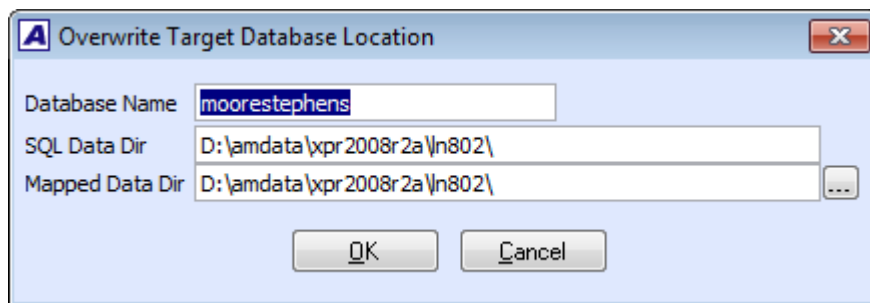 A Overwrite Target Database Location
Database Name moorestephens
SQL Data Dir D:\amdata\xpr2008r2a\ln802\
Mapped Data Dir D:\amdata\xpr2008r2a\ln802\ ...
OK Cancel